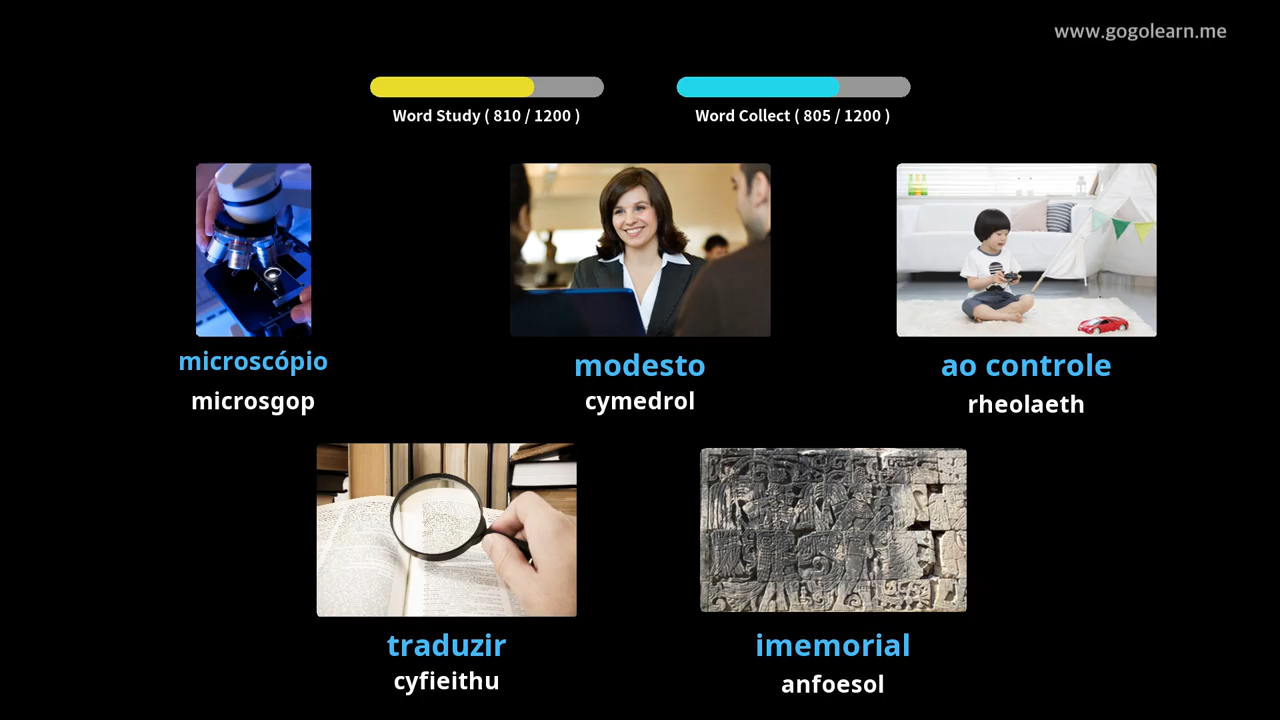 www.gogolearn.me
Word Study ( 810 / 1200 )
Word Collect ( 805 / 1200 )
microscópio
microsgop
modesto
cymedrol
ao controle
rheolaeth
traduzir
cyfieithu
imemorial
anfoesol